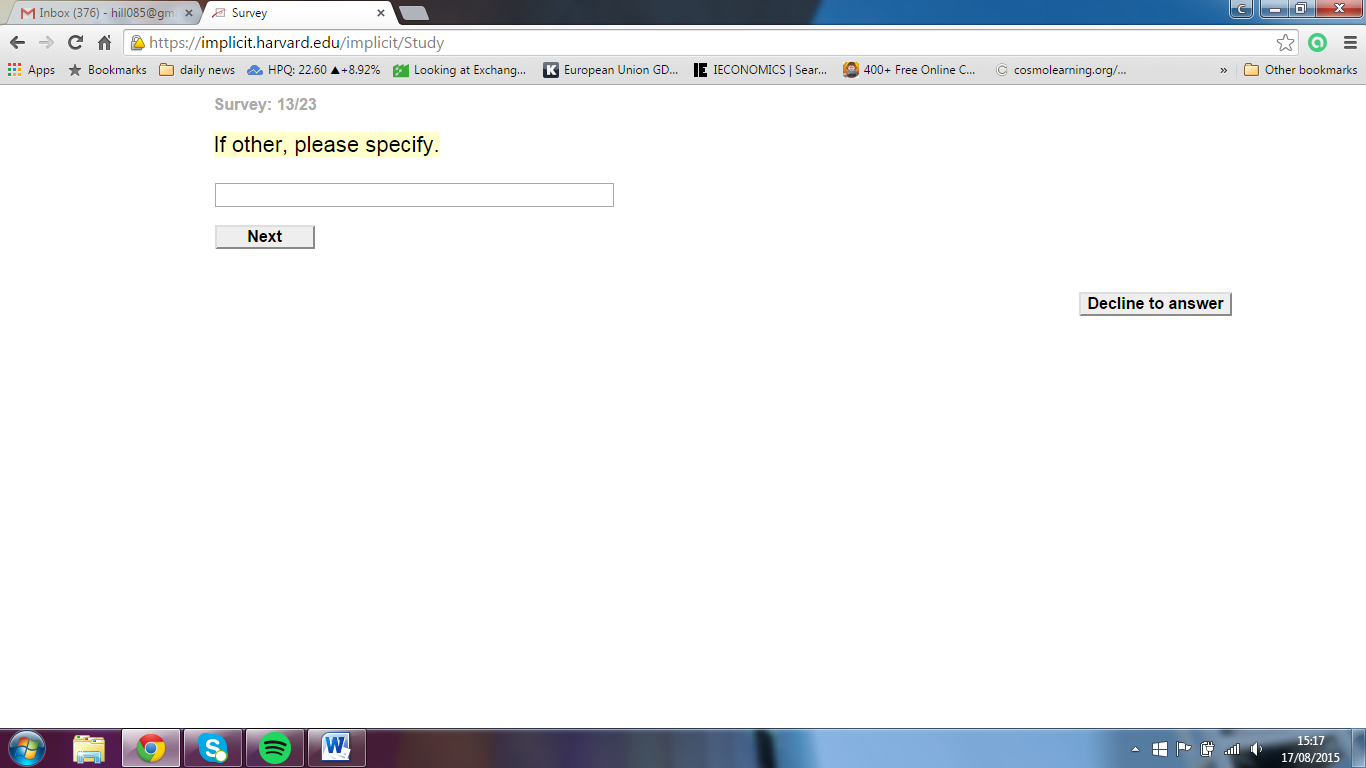 Inbox (376) - hill085@gm
Survey
C
https://implicit.harvard.edu/implicit/Study
Apps
Bookmarks
daily news
HPQ: 22.60 ▲+8.92%
Looking at Exchang...
K
European Union GD...
IE
IECONOMICS | Sear...
400+ Free Online C...
C
cosmolearning.org/...
»
Other bookmarks
Survey: 13/23
If other, please specify.
Next
Decline to answer
15:17
17/08/2015